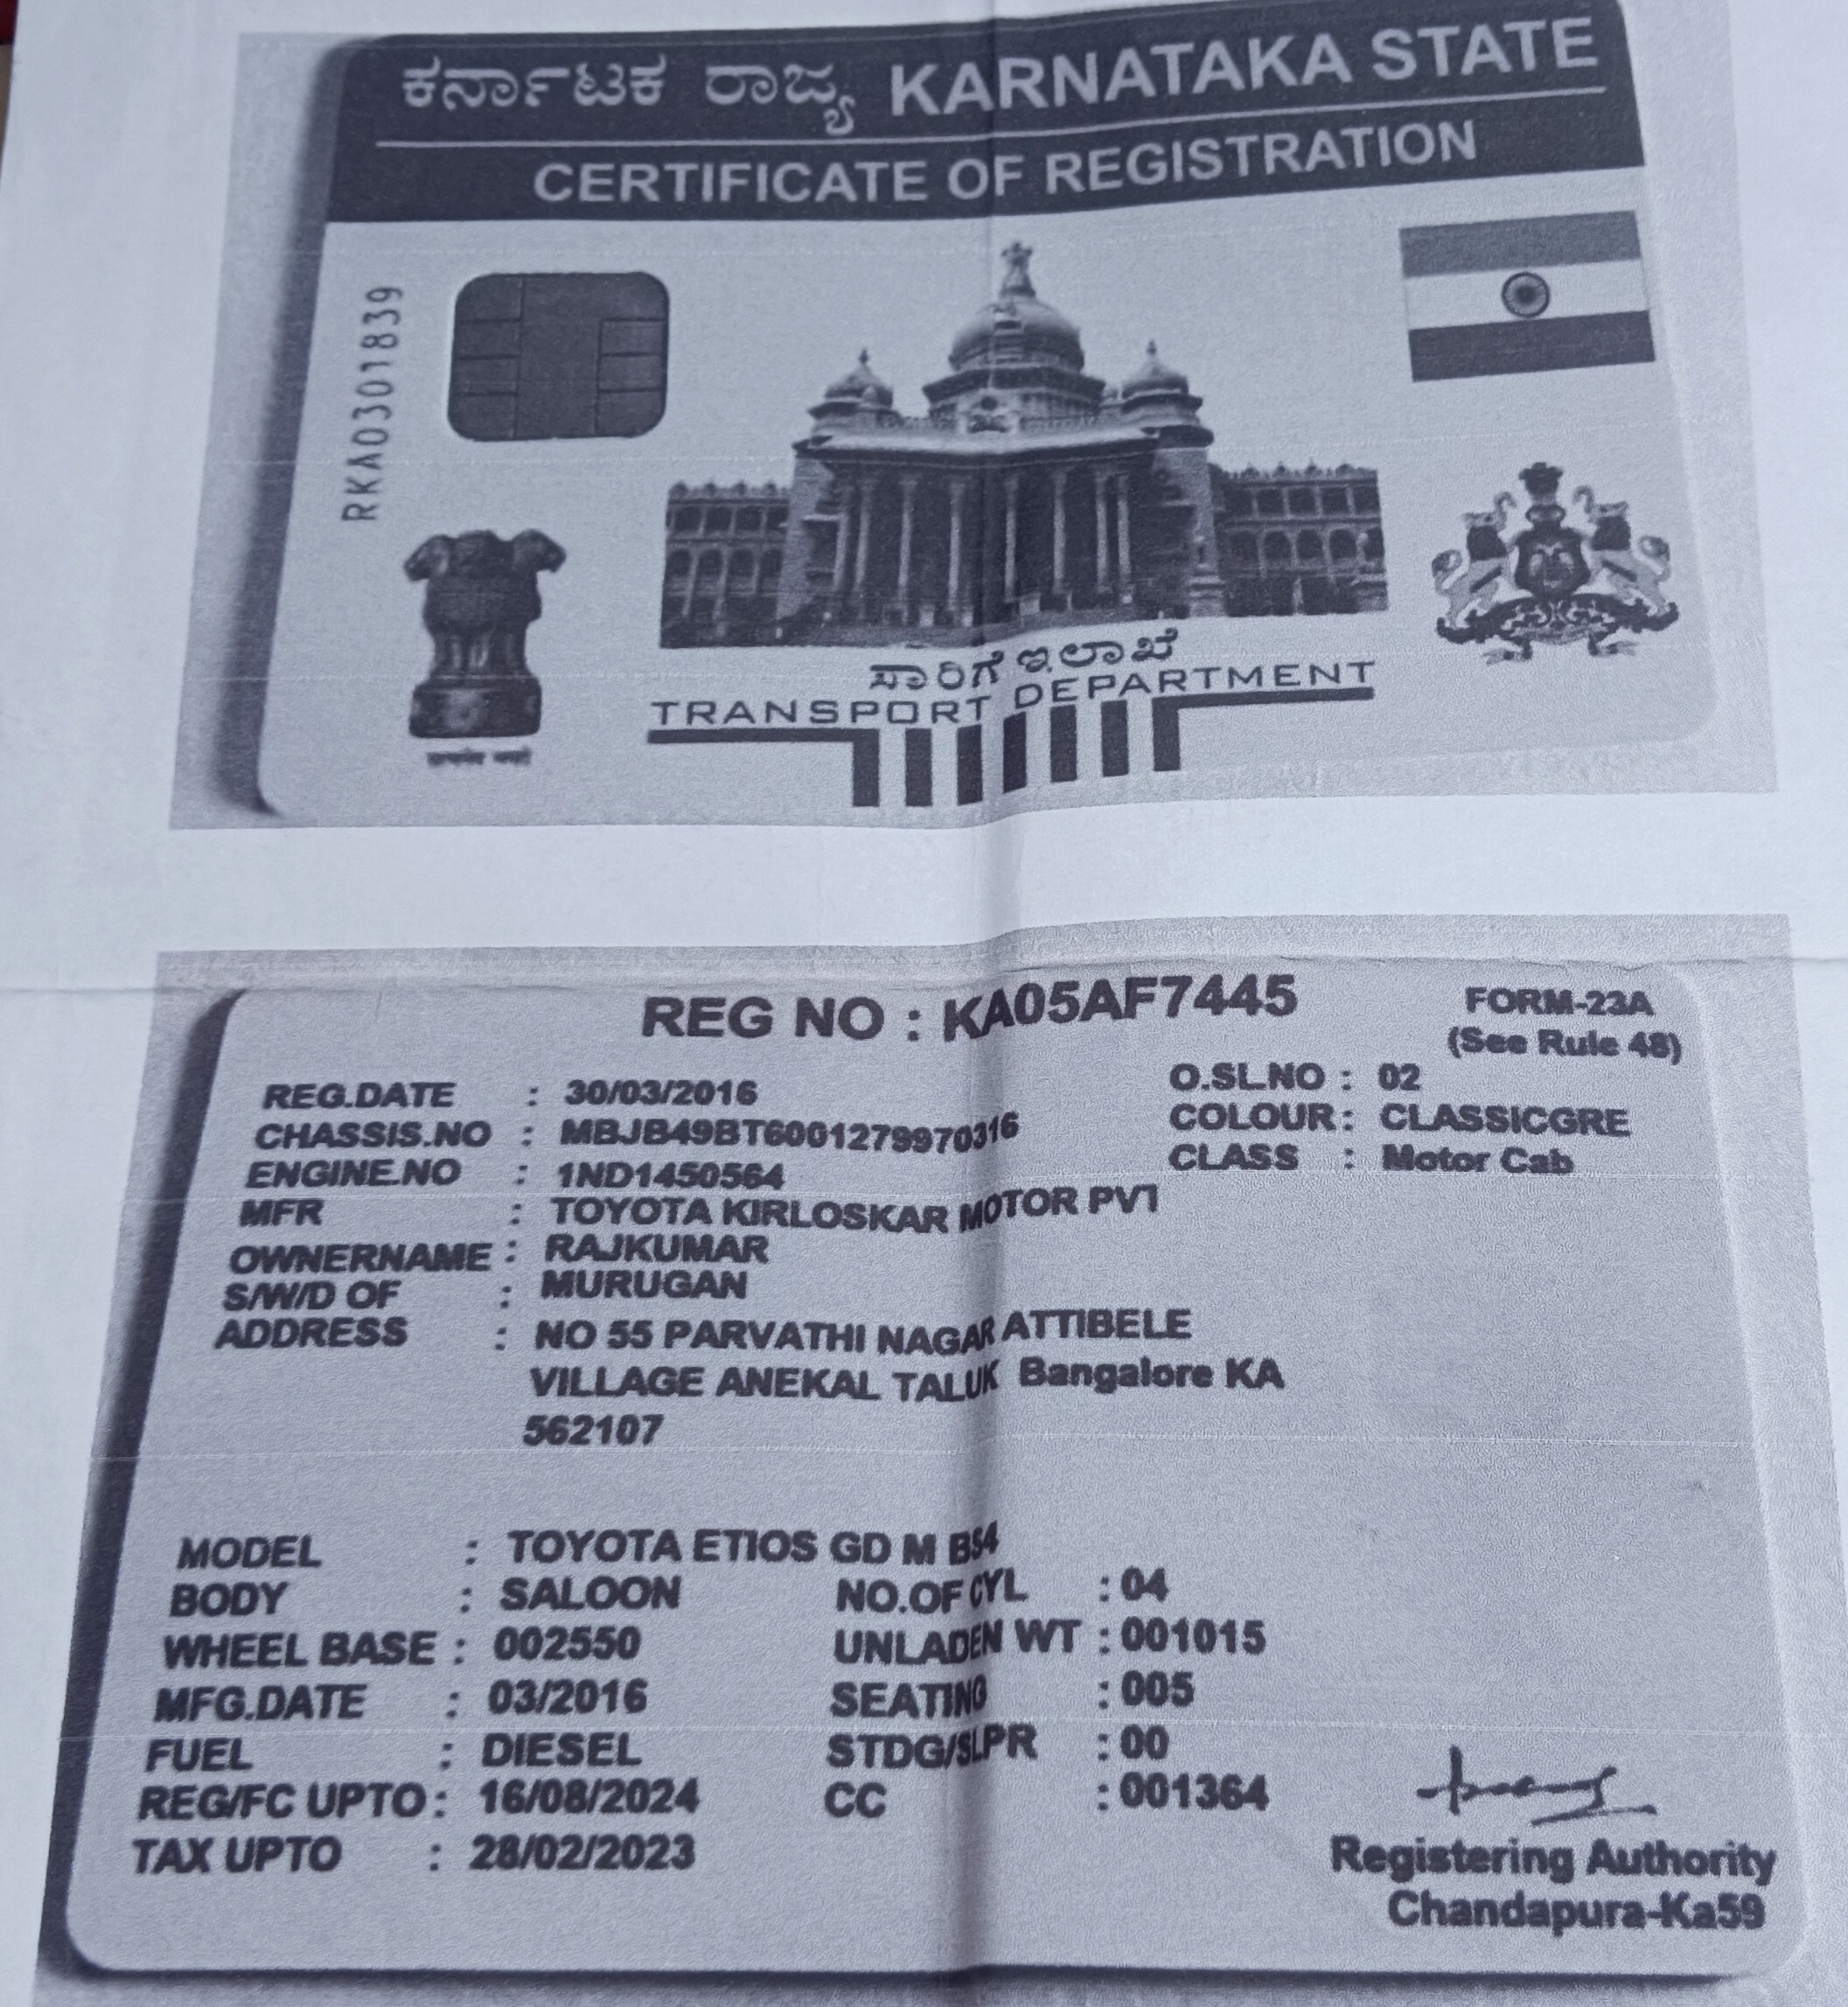 ಕರ್ನಾಟಕ ರಾಜ್ಯ KARNATAKA STATE
CERTIFICATE OF REGISTRATION
RKA0301839
ಸಾರಿಗೆ ಇಲಾಖೆ
TRANSPORT DEPARTMENT
REG NO : KA05AF7445
FORM-23A
(See Rule 48)
REG.DATE : 30/03/2016 O.SLNO : 02
CHASSIS.NO : MBJB49BT6001279970316 COLOUR : CLASSICGRE
ENGINE.NO : 1ND1450564 CLASS : Motor Cab
MFR : TOYOTA KIRLOSKAR MOTOR PVT
OWNERNAME : RAJKUMAR
S/W/D OF : MURUGAN
ADDRESS : NO 55 PARVATHI NAGAR ATTIBELE
VILLAGE ANEKAL TALUK Bangalore KA
562107
MODEL : TOYOTA ETIOS GD M BS4
BODY : SALOON NO.OF CYL : 04
WHEEL BASE : 002550 UNLADEN WT : 001015
MFG.DATE : 03/2016 SEATING : 005
FUEL : DIESEL STDG/SLPR : 00
REG/FC UPTO : 16/08/2024 CC : 001364
TAX UPTO : 28/02/2023
Registering Authority
Chandapura-Ka59